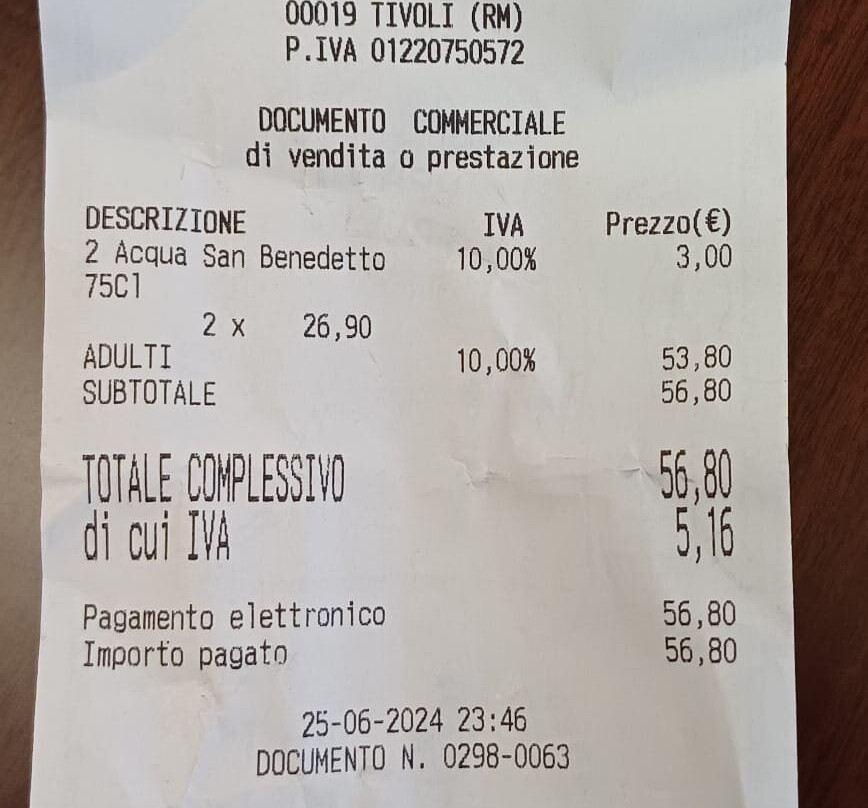 00019 TIVOLI (RM)
P.IVA 01220750572
DOCUMENTO COMMERCIALE
di vendita o prestazione
DESCRIZIONE IVA Prezzo(€)
2 Acqua San Benedetto 10,00% 3,00
75Cl
2 x 26,90
ADULTI 10,00% 53,80
SUBTOTALE 56,80
TOTALE COMPLESSIVO 56,80
di cui IVA 5,16
Pagamento elettronico 56,80
Importo pagato 56,80
25-06-2024 23:46
DOCUMENTO N. 0298-0063